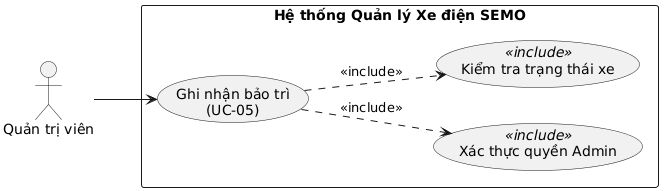 Hệ thống Quản lý Xe điện SEMO
«include»
Kiểm tra trạng thái xe
«include»
Ghi nhận bảo trì
(UC-05)
«include»
Quản trị viên
«include»
Xác thực quyền Admin